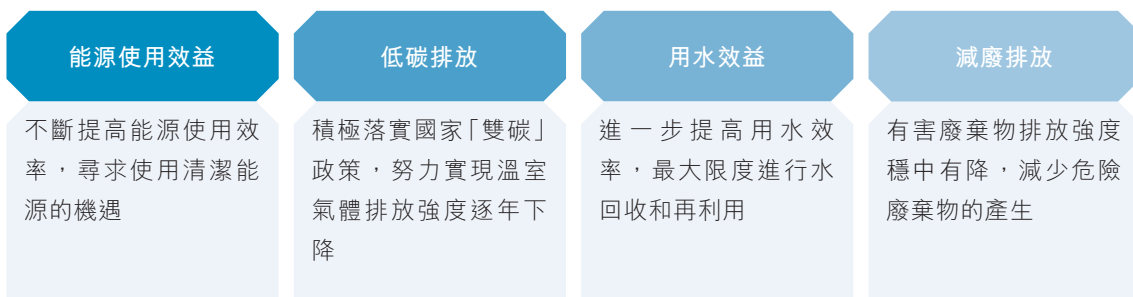 能源使用效益
不斷提高能源使用效
率，尋求使用清潔能
源的機遇
低碳排放
積極落實國家「雙碳」
政策，努力實現溫室
氣體排放強度逐年下
降
用水效益
進一步提高用水效
率，最大限度進行水
回收和再利用
減廢排放
有害廢棄物排放強度
穩中有降，減少危險
廢棄物的產生